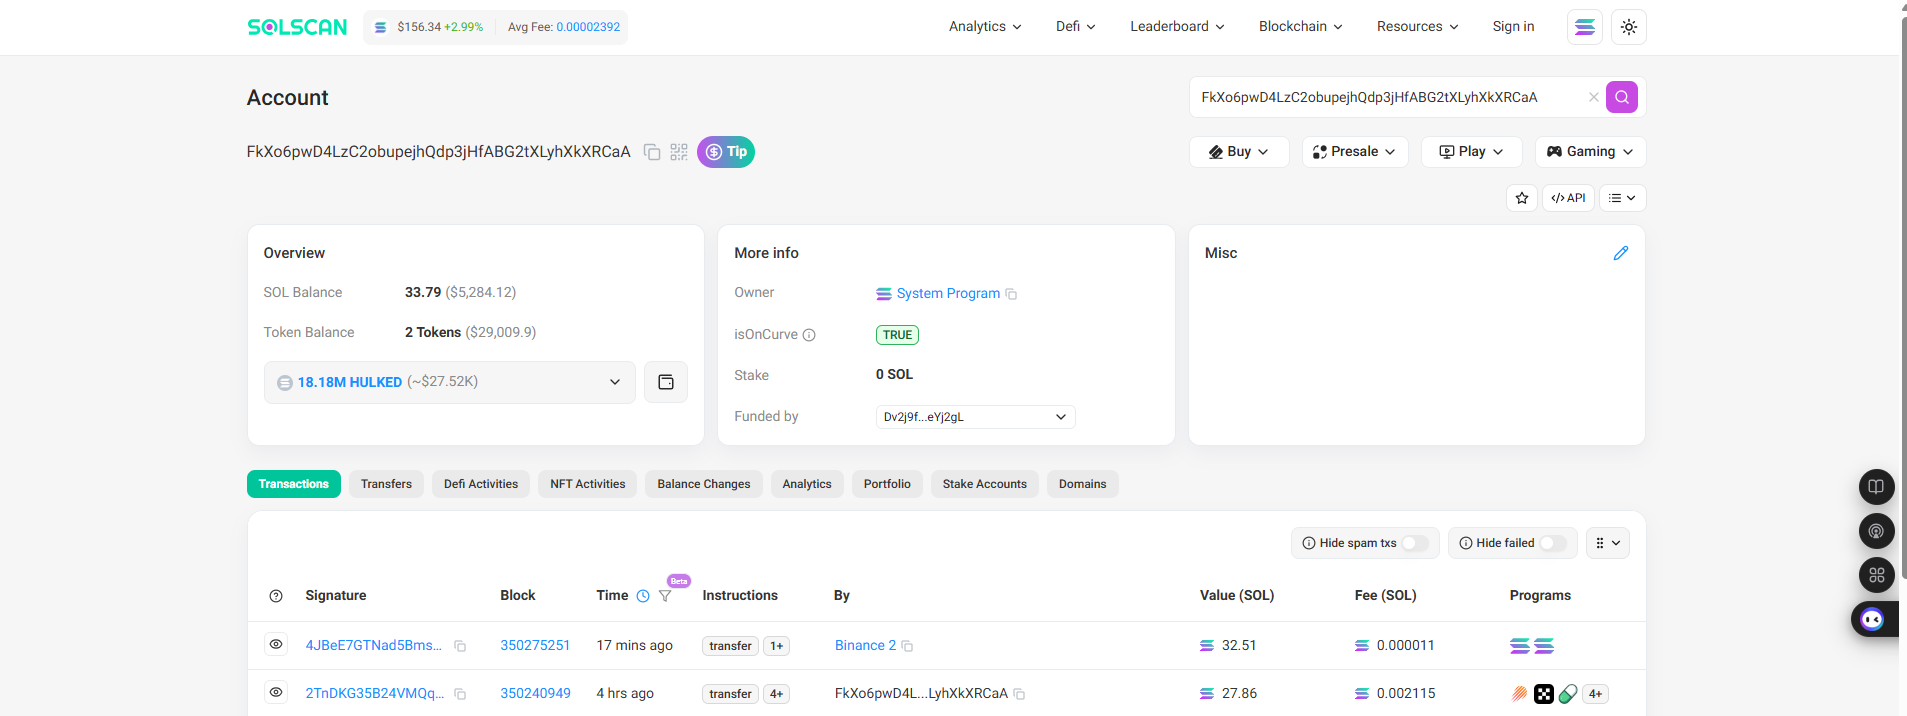 SOLSCAN $156.34 +2.99% Avg Fee: 0.00002392 Analytics Defi Leaderboard Blockchain Resources Sign in
Account
FkXo6pwD4LzC2obupejhQdp3jHfABG2tXLyhXkXRCaA
FkXo6pwD4LzC2obupejhQdp3jHfABG2tXLyhXkXRCaA Tip
Buy Presale Play Gaming
</> API
Overview
SOL Balance 33.79 ($5,284.12)
Token Balance 2 Tokens ($29,009.9)
18.18M HULKED (~$27.52K)
More info
Owner System Program
isOnCurve TRUE
Stake 0 SOL
Funded by Dv2j9f...eYj2gL
Misc
Transactions Transfers Defi Activities NFT Activities Balance Changes Analytics Portfolio Stake Accounts Domains
Hide spam txs Hide failed
Beta
Signature Block Time Instructions By Value (SOL) Fee (SOL) Programs
4JBeE7GTNad5Bms... 350275251 17 mins ago transfer 1+ Binance 2 32.51 0.000011
2TnDKG35B24VMQq... 350240949 4 hrs ago transfer 4+ FkXo6pwD4L...LyhXkXRCaA 27.86 0.002115 4+